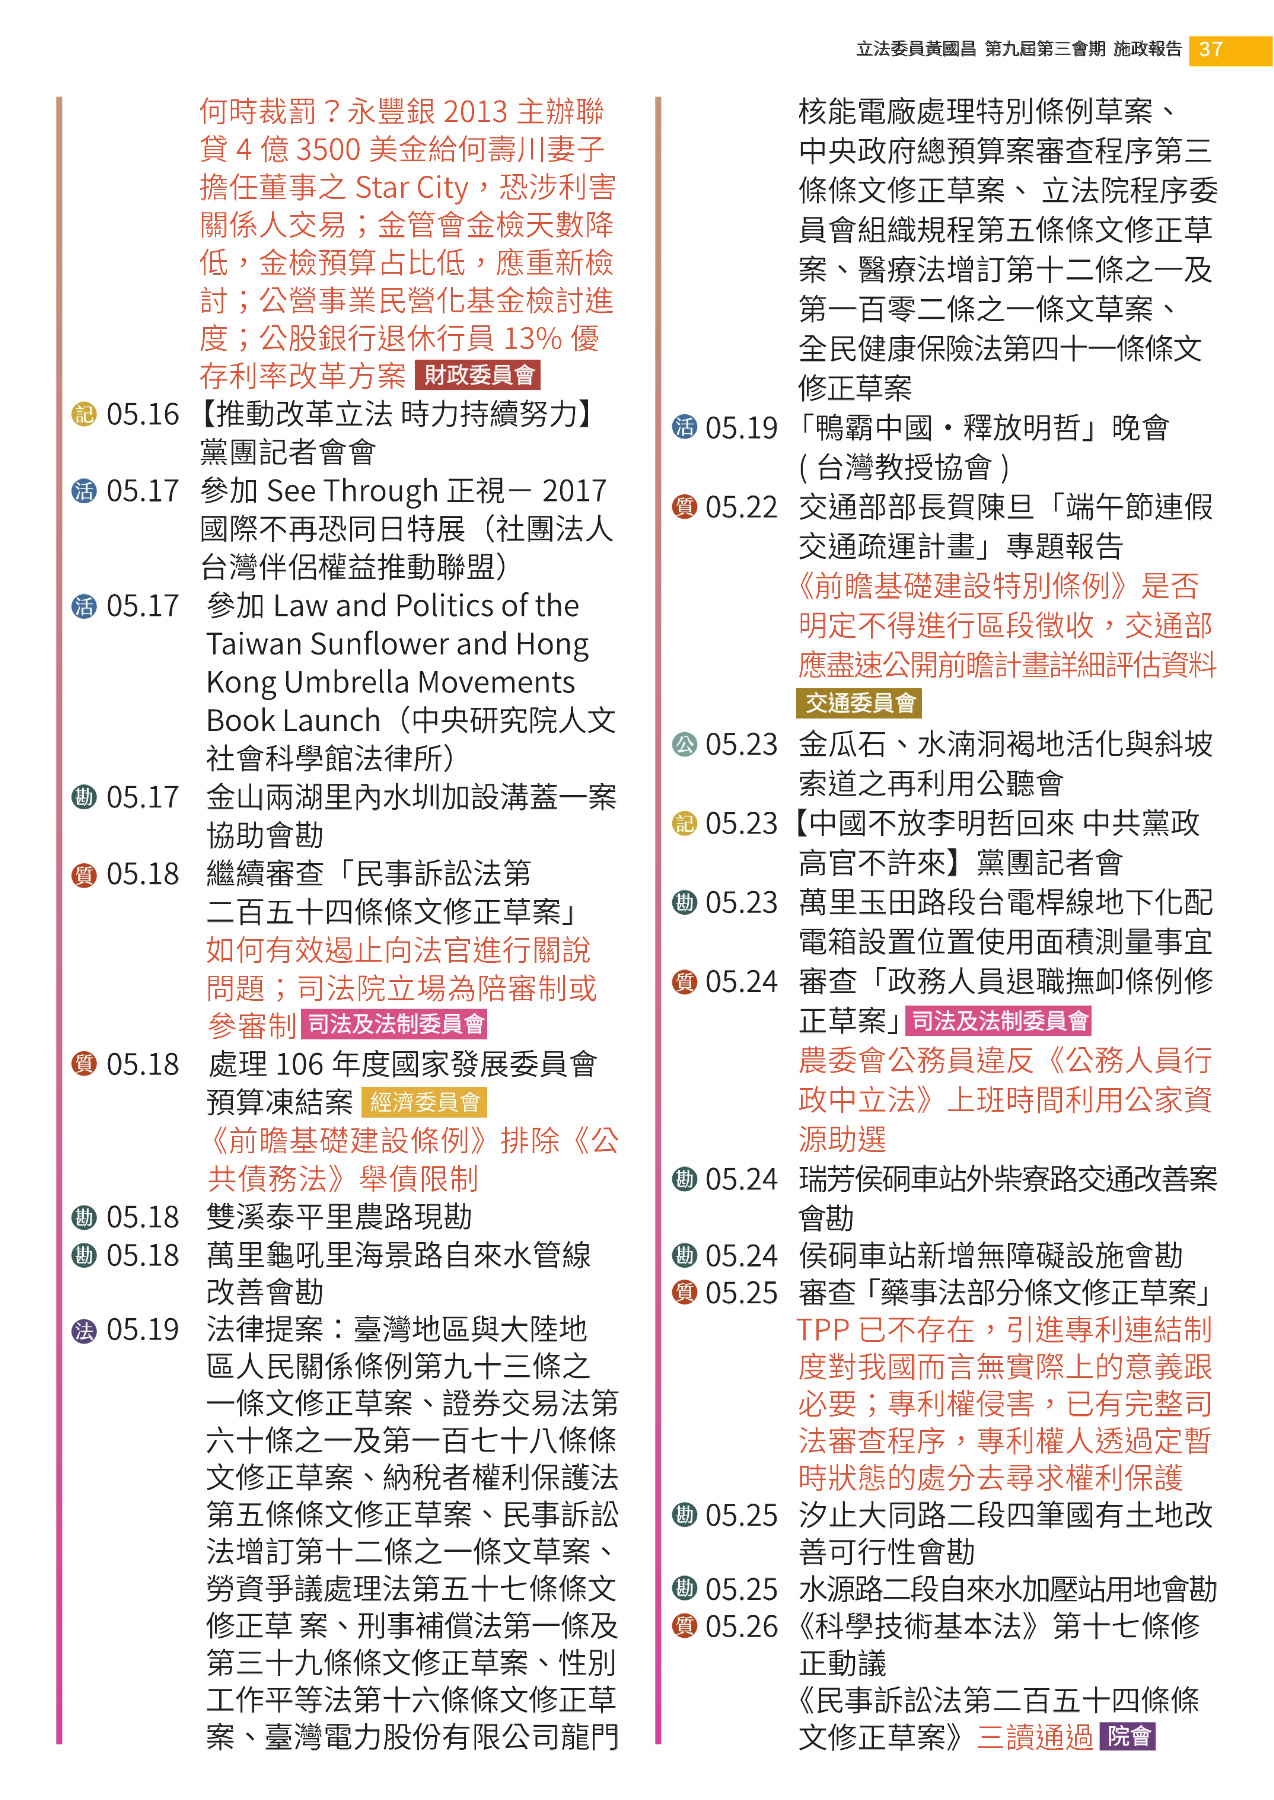 立法委員黃國昌 第九屆第三會期 施政報告 37
何時裁罰？永豐銀 2013 主辦聯
貸 4 億 3500 美金給何壽川妻子
擔任董事之 Star City，恐涉利害
關係人交易；金管會金檢天數降
低，金檢預算占比低，應重新檢
討；公營事業民營化基金檢討進
度；公股銀行退休行員 13% 優
存利率改革方案 財政委員會
記 05.16 【推動改革立法 時力持續努力】
黨團記者會會
活 05.17 參加 See Through 正視－ 2017
國際不再恐同日特展（社團法人
台灣伴侶權益推動聯盟）
活 05.17 參加 Law and Politics of the
Taiwan Sunflower and Hong
Kong Umbrella Movements
Book Launch（中央研究院人文
社會科學館法律所）
勘 05.17 金山兩湖里內水圳加設溝蓋一案
協助會勘
質 05.18 繼續審查「民事訴訟法第
二百五十四條條文修正草案」
如何有效遏止向法官進行關說
問題；司法院立場為陪審制或
參審制 司法及法制委員會
質 05.18 處理 106 年度國家發展委員會
預算凍結案 經濟委員會
《前瞻基礎建設條例》排除《公
共債務法》舉債限制
勘 05.18 雙溪泰平里農路現勘
勘 05.18 萬里龜吼里海景路自來水管線
改善會勘
法 05.19 法律提案：臺灣地區與大陸地
區人民關係條例第九十三條之
一條文修正草案、證券交易法第
六十條之一及第一百七十八條條
文修正草案、納稅者權利保護法
第五條條文修正草案、民事訴訟
法增訂第十二條之一條文草案、
勞資爭議處理法第五十七條條文
修正草 案、刑事補償法第一條及
第三十九條條文修正草案、性別
工作平等法第十六條條文修正草
案、臺灣電力股份有限公司龍門
核能電廠處理特別條例草案、
中央政府總預算案審查程序第三
條條文修正草案、 立法院程序委
員會組織規程第五條條文修正草
案、醫療法增訂第十二條之一及
第一百零二條之一條文草案、
全民健康保險法第四十一條條文
修正草案
活 05.19 「鴨霸中國・釋放明哲」晚會
( 台灣教授協會 )
質 05.22 交通部部長賀陳旦「端午節連假
交通疏運計畫」專題報告
《前瞻基礎建設特別條例》是否
明定不得進行區段徵收，交通部
應盡速公開前瞻計畫詳細評估資料
交通委員會
公 05.23 金瓜石、水湳洞褐地活化與斜坡
索道之再利用公聽會
記 05.23 【中國不放李明哲回來 中共黨政
高官不許來】黨團記者會
勘 05.23 萬里玉田路段台電桿線地下化配
電箱設置位置使用面積測量事宜
質 05.24 審查「政務人員退職撫卹條例修
正草案」 司法及法制委員會
農委會公務員違反《公務人員行
政中立法》上班時間利用公家資
源助選
勘 05.24 瑞芳侯硐車站外柴寮路交通改善案
會勘
勘 05.24 侯硐車站新增無障礙設施會勘
質 05.25 審查「藥事法部分條文修正草案」
TPP 已不存在，引進專利連結制
度對我國而言無實際上的意義跟
必要；專利權侵害，已有完整司
法審查程序，專利權人透過定暫
時狀態的處分去尋求權利保護
勘 05.25 汐止大同路二段四筆國有土地改
善可行性會勘
勘 05.25 水源路二段自來水加壓站用地會勘
質 05.26 《科學技術基本法》第十七條修
正動議
《民事訴訟法第二百五十四條條
文修正草案》三讀通過 院會